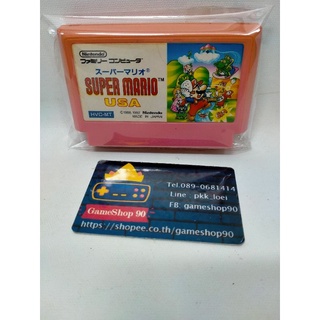 Nintendo
ファミリー コンピュータ
スーパーマリオ®
SUPER MARIO™
USA
HVC-MT
Nintendo
MADE IN JAPAN
Tel.089-0681414
Line : pkk_loei
FB: gameshop90
GameShop 90
https://shopee.co.th/gameshop90